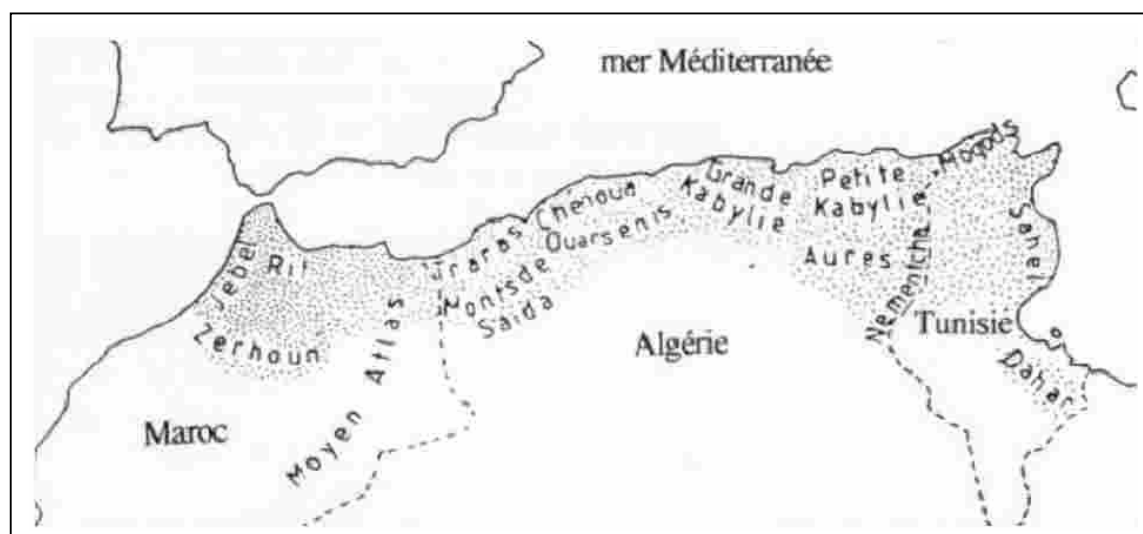 mer Méditerranée
Mogods
Grande
Kabylie
Petite
Kabylie
Chenoua
Ouarsenis
Traras
Monts de
Saida
Aures
Nementcha
Sahel
Jebel
Rif
Zerhoun
Moyen Atlas
Maroc
Algérie
Tunisie
Dahar